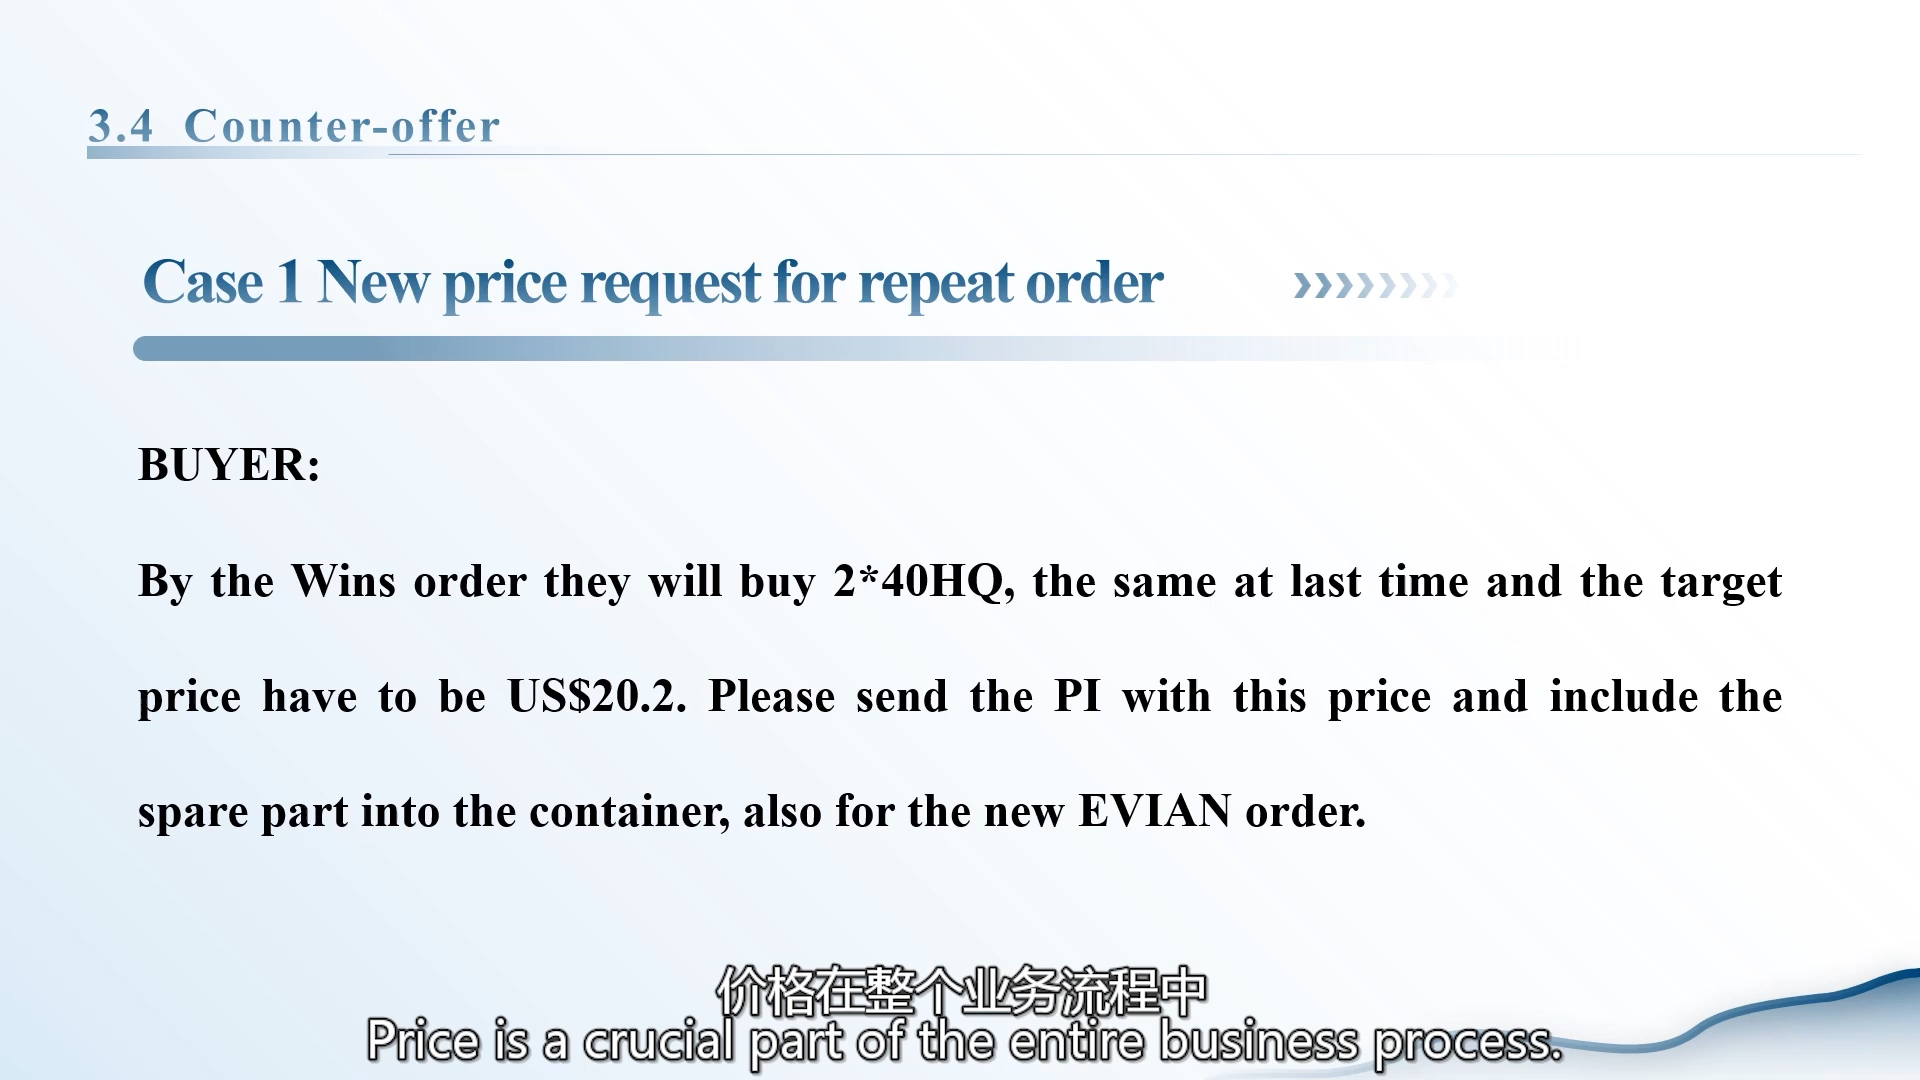 3.4 Counter-offer
Case 1 New price request for repeat order
BUYER:
By the Wins order they will buy 2*40HQ, the same at last time and the target
price have to be US$20.2. Please send the PI with this price and include the
spare part into the container, also for the new EVIAN order.
价格在整个业务流程中
Price is a crucial part of the entire business process.